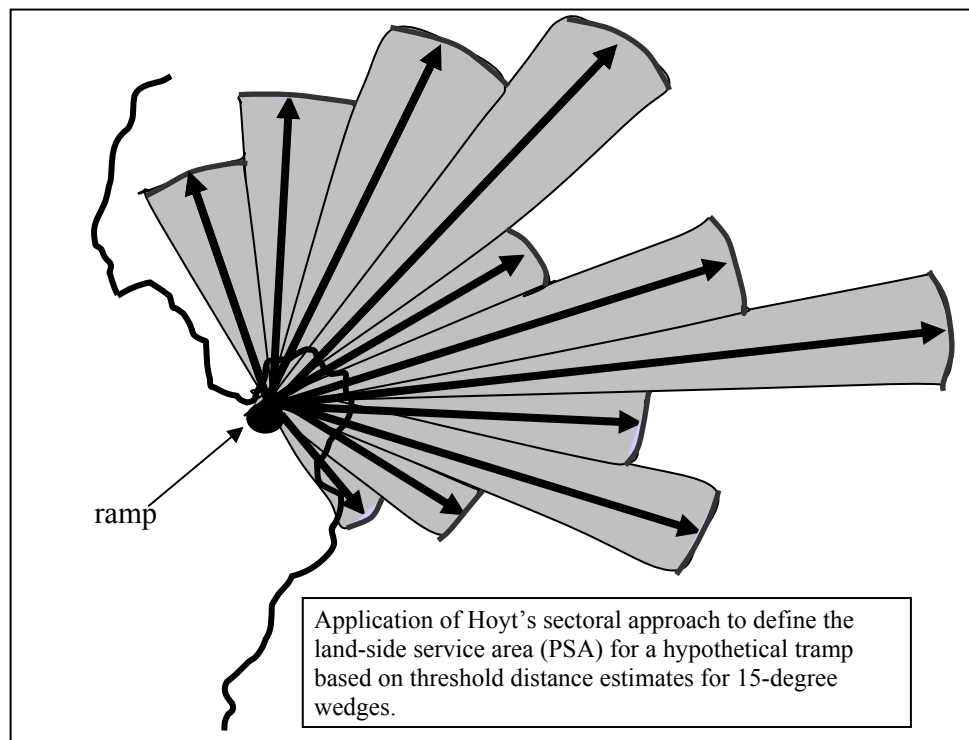 ramp
Application of Hoyt's sectoral approach to define the
land-side service area (PSA) for a hypothetical tramp
based on threshold distance estimates for 15-degree
wedges.